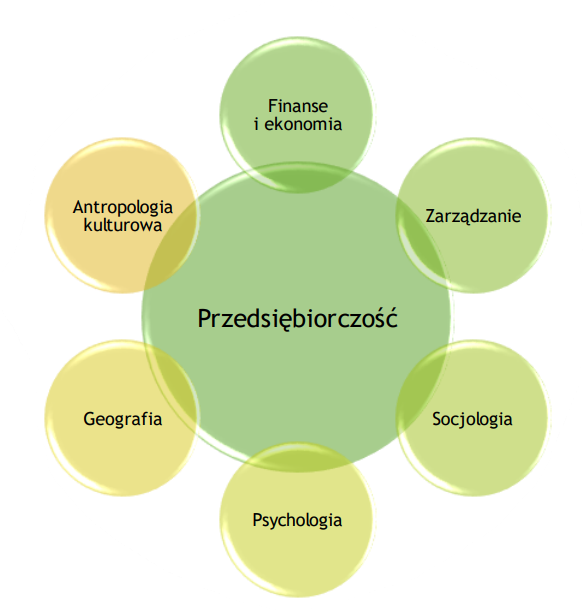 Finanse
i ekonomia
Antropologia
kulturowa
Zarządzanie
Przedsiębiorczość
Geografia
Socjologia
Psychologia